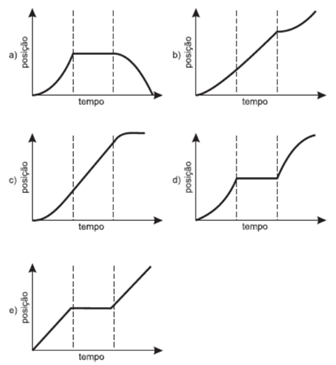 a)
posição
tempo
b)
posição
tempo
c)
posição
tempo
d)
posição
tempo
e)
posição
tempo